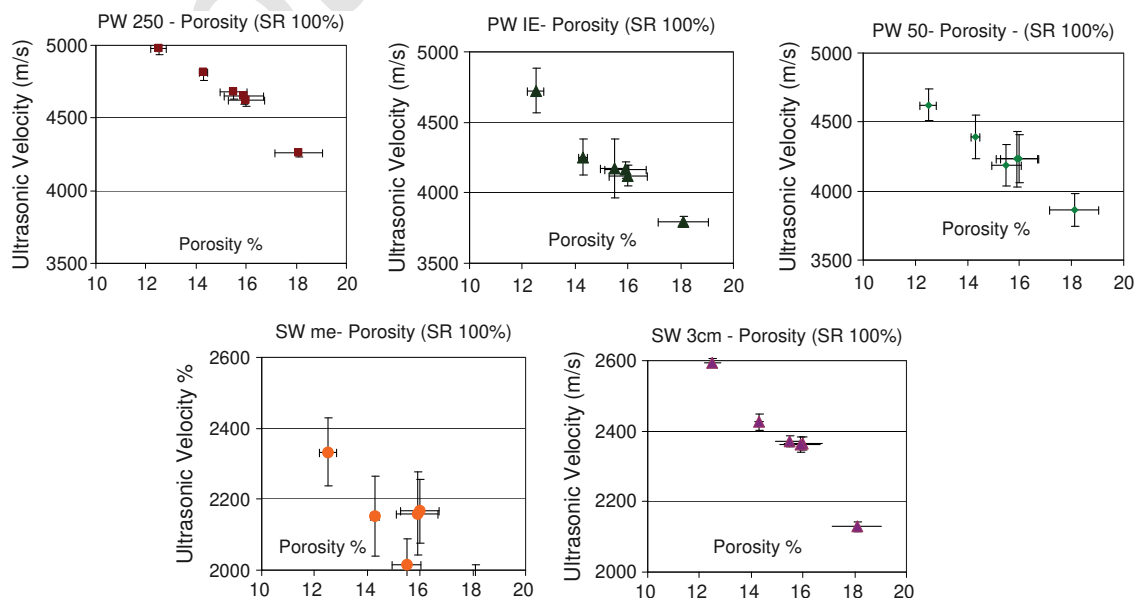 PW 250 - Porosity (SR 100%)
Ultrasonic Velocity (m/s)
5000
4500
4000
3500
Porosity %
10 12 14 16 18 20
PW IE- Porosity (SR 100%)
Ultrasonic Velocity (m/s)
5000
4500
4000
3500
Porosity %
10 12 14 16 18 20
PW 50- Porosity - (SR 100%)
Ultrasonic Velocity (m/s)
5000
4500
4000
3500
Porosity %
10 12 14 16 18 20
SW me- Porosity (SR 100%)
Ultrasonic Velocity %
2600
2400
2200
2000
Porosity %
10 12 14 16 18 20
SW 3cm - Porosity (SR 100%)
Ultrasonic Velocity (m/s)
2600
2400
2200
2000
Porosity %
10 12 14 16 18 20